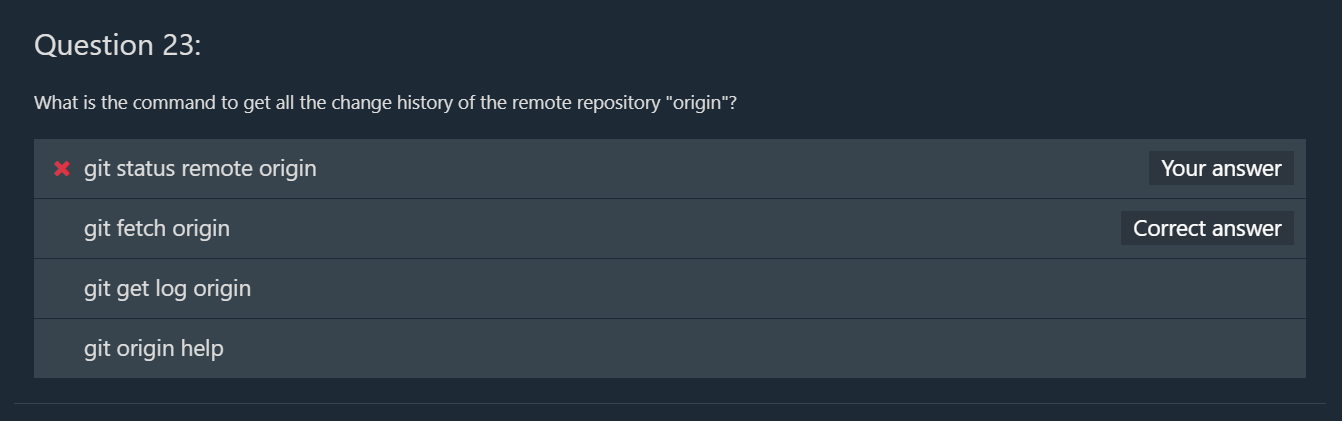 Question 23:
What is the command to get all the change history of the remote repository "origin"?
git status remote origin Your answer
git fetch origin Correct answer
git get log origin
git origin help